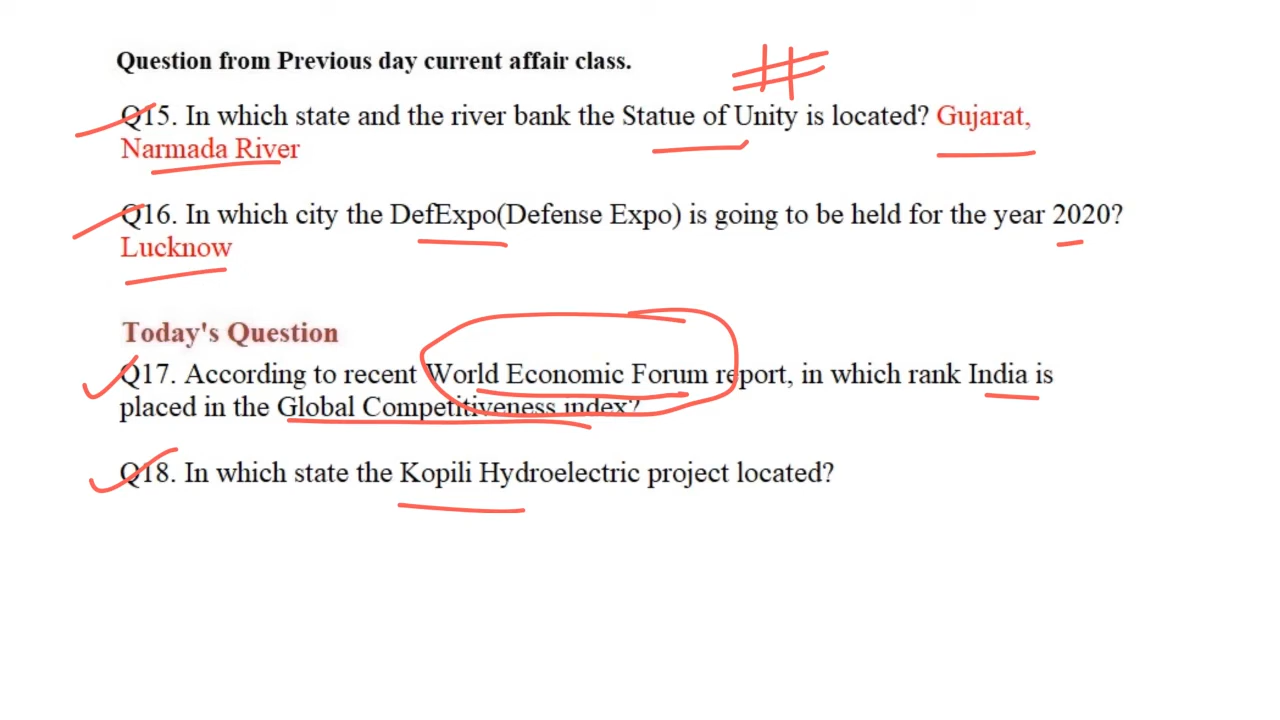 Question from Previous day current affair class.
#
Q15. In which state and the river bank the Statue of Unity is located? Gujarat,
Narmada River
Q16. In which city the DefExpo(Defense Expo) is going to be held for the year 2020?
Lucknow
Today's Question
Q17. According to recent World Economic Forum report, in which rank India is
placed in the Global Competitiveness index?
Q18. In which state the Kopili Hydroelectric project located?